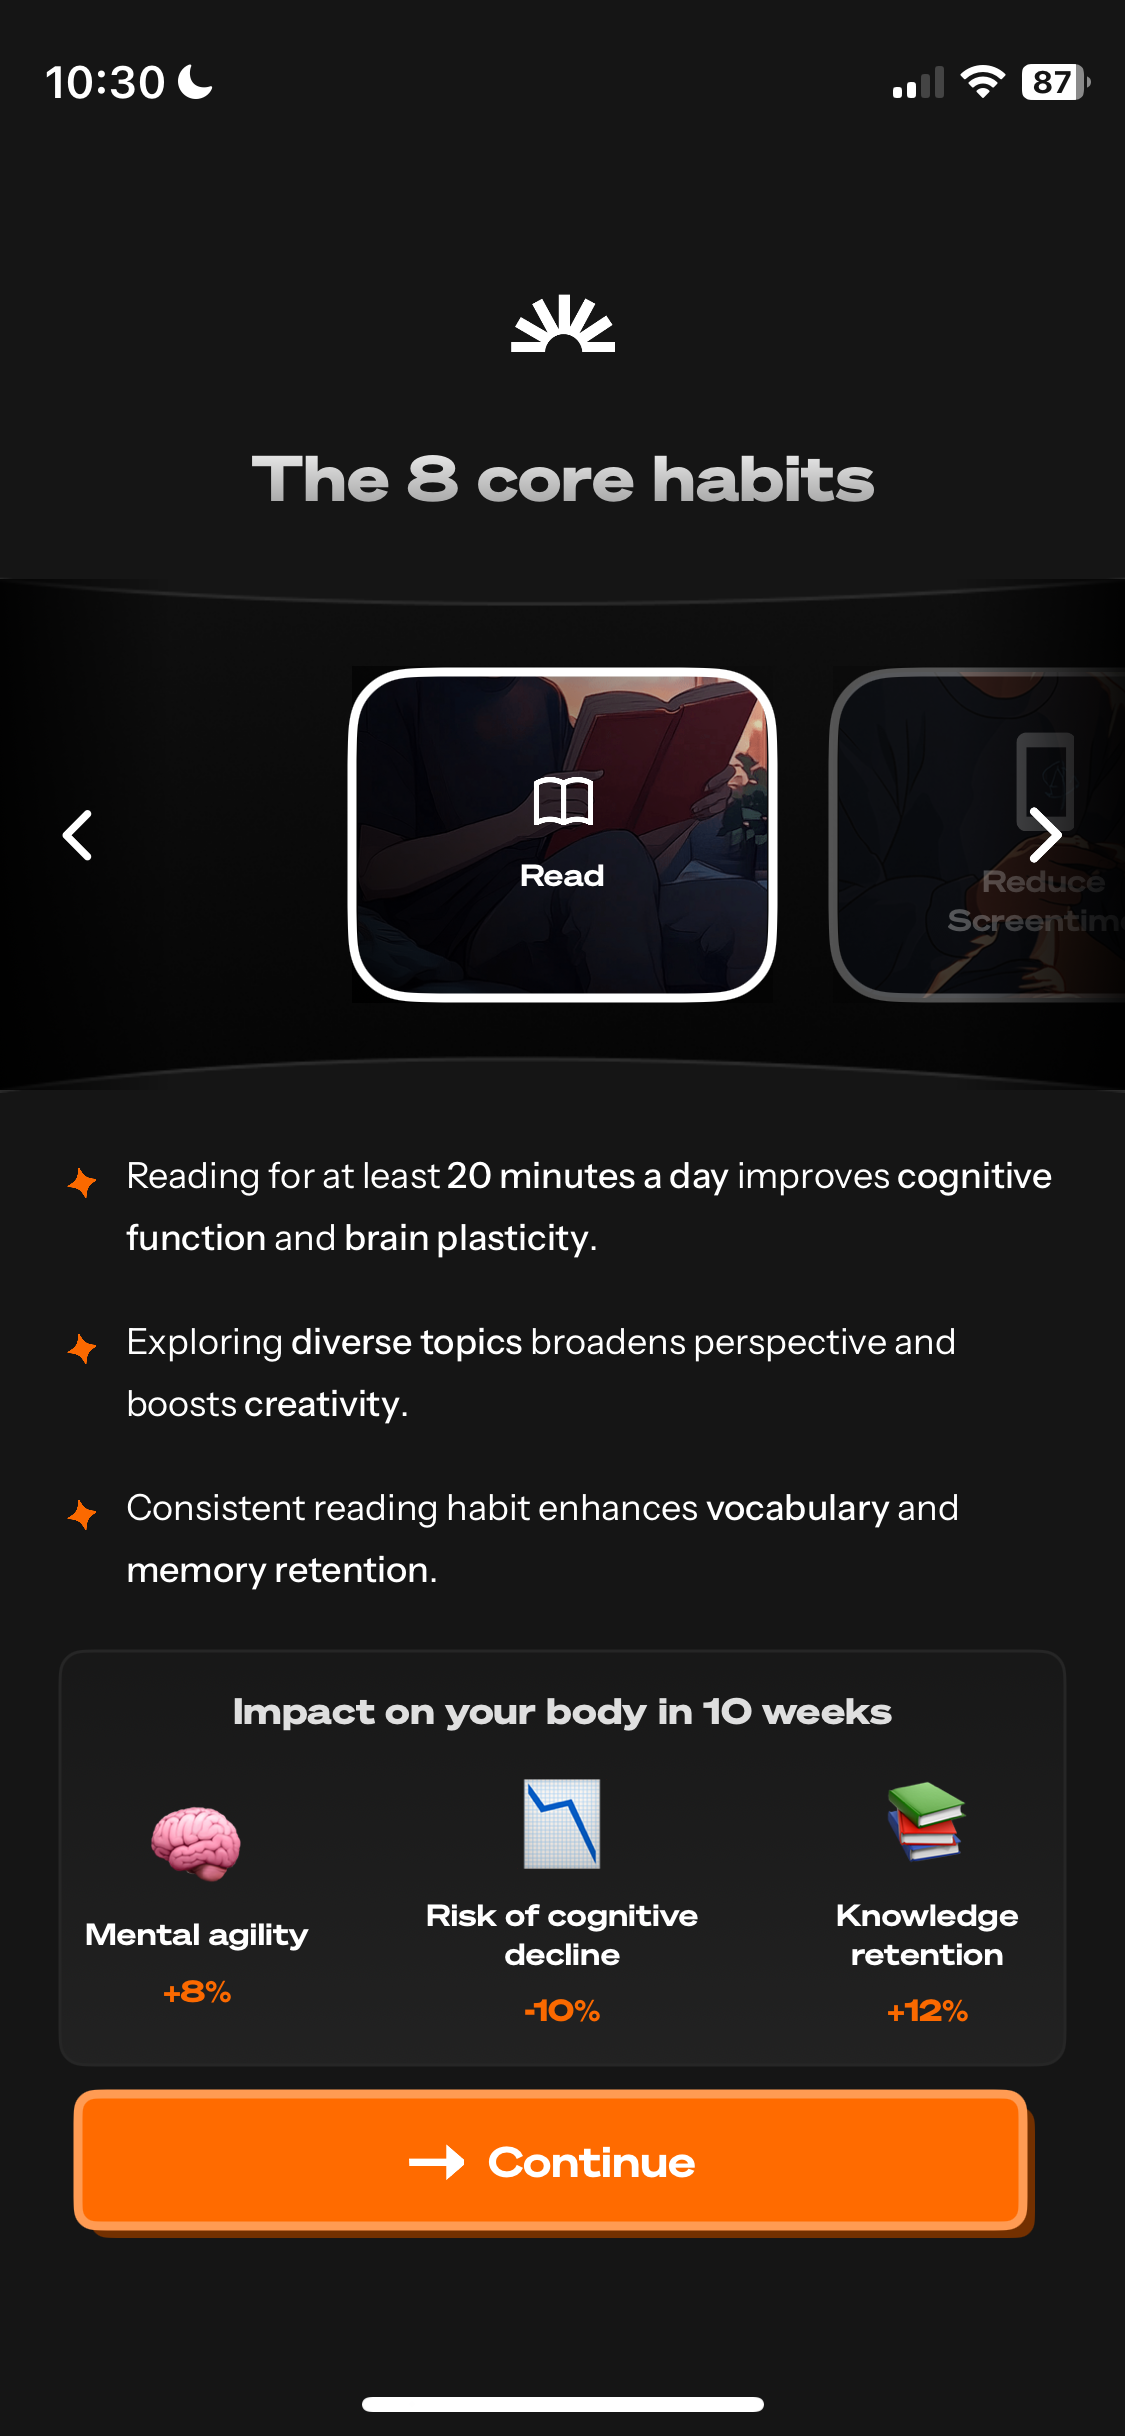 10:30
87
The 8 core habits
Read
Reduce
Screentime
Reading for at least 20 minutes a day improves cognitive
function and brain plasticity.
Exploring diverse topics broadens perspective and
boosts creativity.
Consistent reading habit enhances vocabulary and
memory retention.
Impact on your body in 10 weeks
Mental agility
+8%
Risk of cognitive
decline
-10%
Knowledge
retention
+12%
Continue